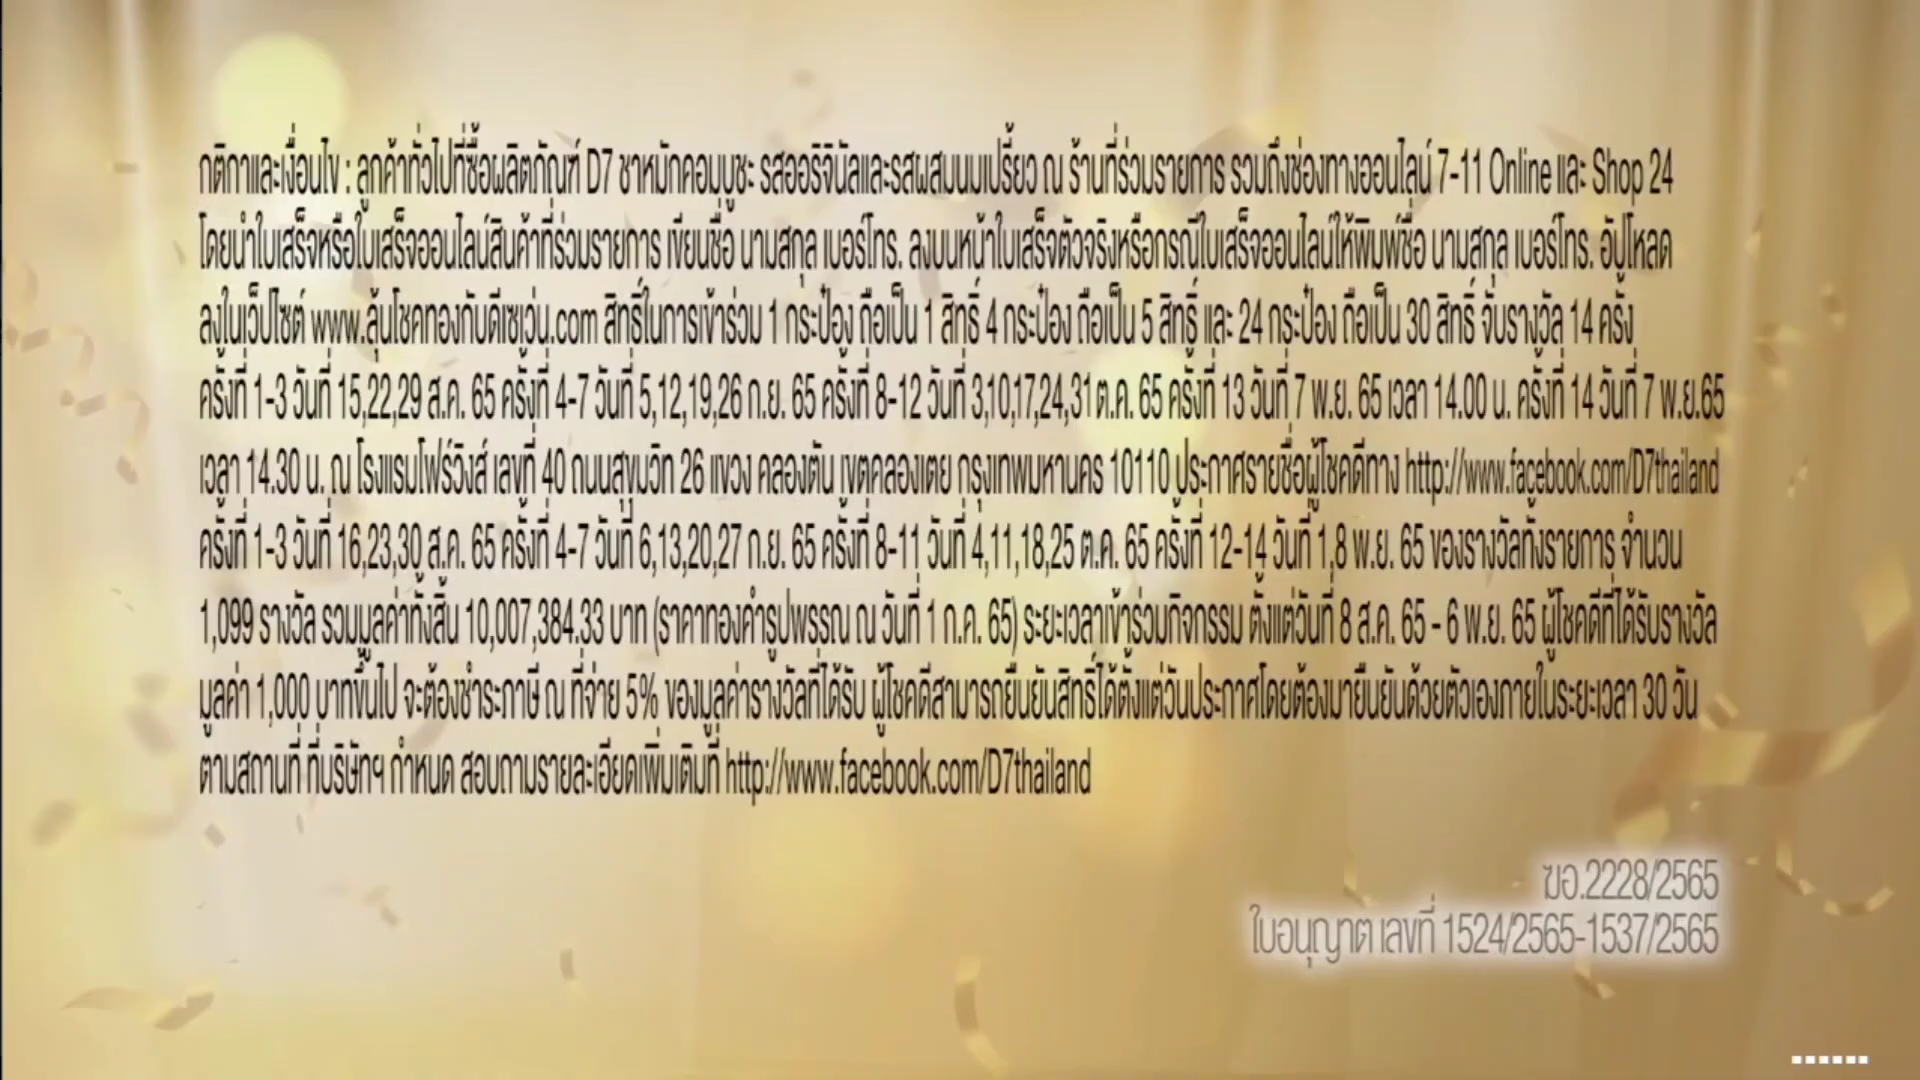 กติกาและเงื่อนไข : ลูกค้าทั่วไปที่ซื้อผลิตภัณฑ์ D7 ชาหมักคอมบูชะ รสออริจินัลและรสผสมนมเปรี้ยว ณ ร้านที่ร่วมรายการ รวมถึงช่องทางออนไลน์ 7-11 Online และ Shop 24
โดยนำใบเสร็จหรือใบเสร็จออนไลน์สินค้าที่ร่วมรายการ เขียนชื่อ นามสกุล เบอร์โทร. ลงบนหน้าใบเสร็จตัวจริงหรือกรณีใบเสร็จออนไลน์ให้พิมพ์ชื่อ นามสกุล เบอร์โทร. อัปโหลด
ลงในเว็ปไซต์ www.ลุ้นโชคทองกับดีเซเว่น.com สิทธิ์ในการเข้าร่วม 1 กระป๋อง ถือเป็น 1 สิทธิ์ 4 กระป๋อง ถือเป็น 5 สิทธิ์ และ 24 กระป๋อง ถือเป็น 30 สิทธิ์ จับรางวัล 14 ครั้ง
ครั้งที่ 1-3 วันที่ 15,22,29 ส.ค. 65 ครั้งที่ 4-7 วันที่ 5,12,19,26 ก.ย. 65 ครั้งที่ 8-12 วันที่ 3,10,17,24,31ต.ค. 65 ครั้งที่ 13 วันที่ 7 พ.ย. 65 เวลา 14.00 น. ครั้งที่ 14 วันที่ 7 พ.ย.65
เวลา 14.30 น. ณ โรงแรมโฟร์วิงส์ เลขที่ 40 ถนนสุขุมวิท 26 แขวง คลองตัน เขตคลองเตย กรุงเทพมหานคร 10110 ประกาศรายชื่อผู้โชคดีทาง http://www.facebook.com/D7thailand
ครั้งที่ 1-3 วันที่ 16,23,30 ส.ค. 65 ครั้งที่ 4-7 วันที่ 6,13,20,27 ก.ย. 65 ครั้งที่ 8-11 วันที่ 4,11,18,25 ต.ค. 65 ครั้งที่ 12-14 วันที่ 1,8 พ.ย. 65 ของรางวัลทั้งรายการ จำนวน
1,099 รางวัล รวมมูลค่าทั้งสิ้น 10,007,384.33 บาท (ราคาทองคำรูปพรรณ ณ วันที่ 1 ก.ค. 65) ระยะเวลาเข้าร่วมกิจกรรม ตั้งแต่วันที่ 8 ส.ค. 65 - 6 พ.ย. 65 ผู้โชคดีที่ได้รับรางวัล
มูลค่า 1,000 บาทขึ้นไป จะต้องชำระภาษี ณ ที่จ่าย 5% ของมูลค่ารางวัลที่ได้รับ ผู้โชคดีสามารถยืนยันสิทธิ์ได้ตั้งแต่วันประกาศโดยต้องมายืนยันด้วยตัวเองภายในระยะเวลา 30 วัน
ตามสถานที่ ที่บริษัทฯ กำหนด สอบถามรายละเอียดเพิ่มเติมที่ http://www.facebook.com/D7thailand
ฆอ.2228/2565
ใบอนุญาต เลขที่ 1524/2565-1537/2565